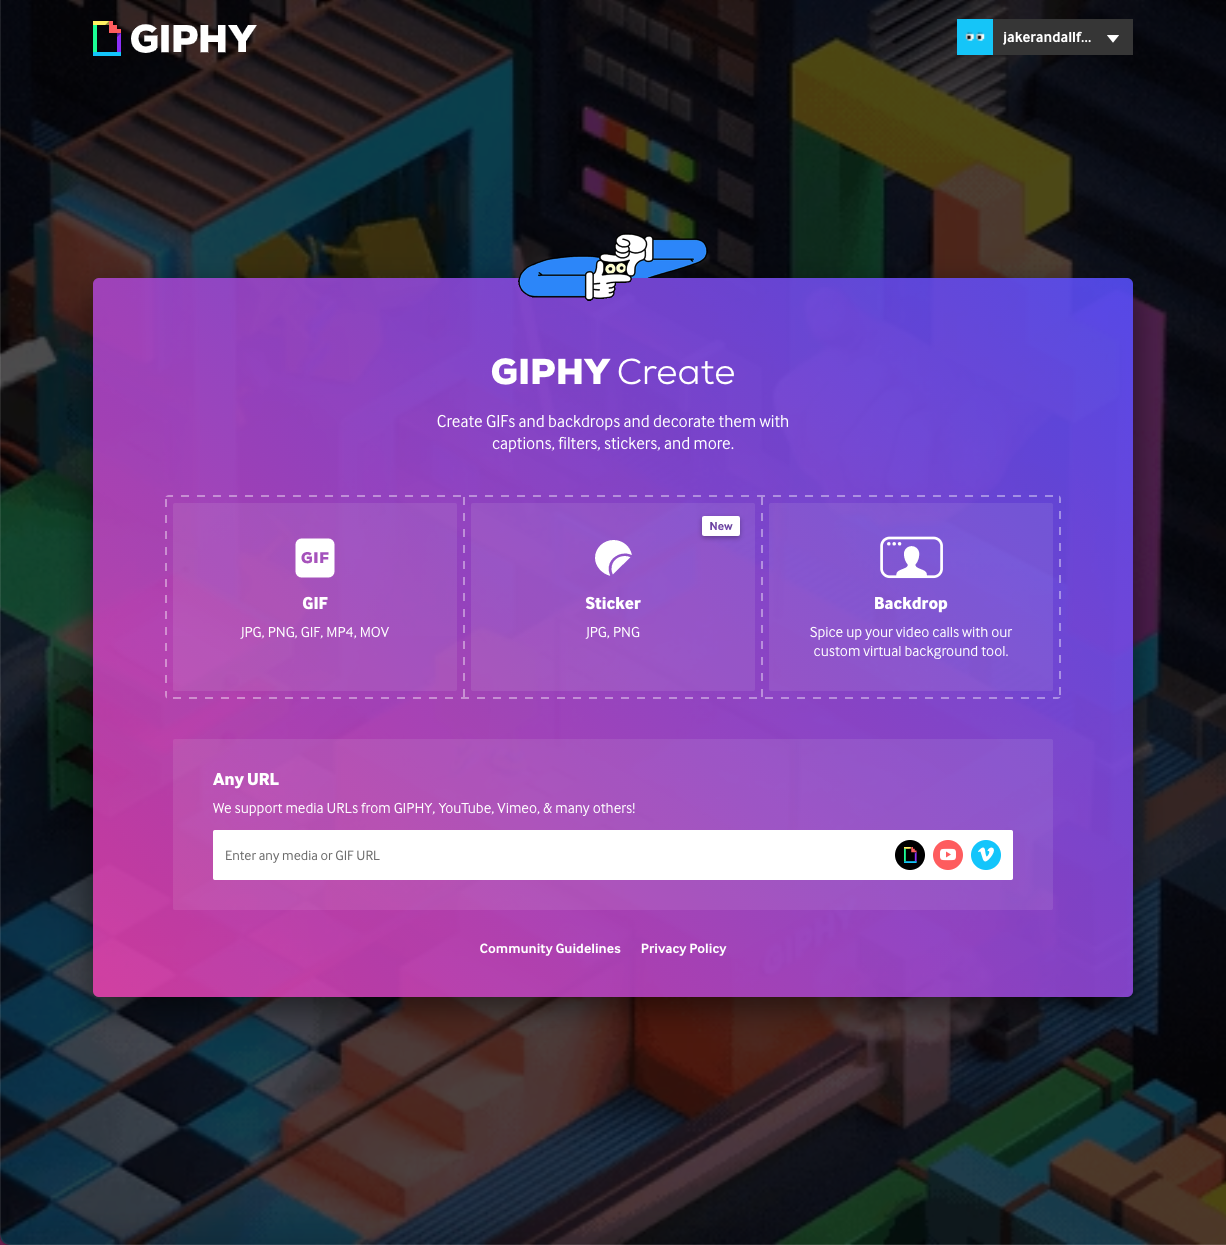 GIPHY
jakerandallf...
GIPHY Create
Create GIFs and backdrops and decorate them with
captions, filters, stickers, and more.
GIF
GIF
JPG, PNG, GIF, MP4, MOV
New
Sticker
JPG, PNG
Backdrop
Spice up your video calls with our
custom virtual background tool.
Any URL
We support media URLs from GIPHY, YouTube, Vimeo, & many others!
Enter any media or GIF URL
Community Guidelines Privacy Policy